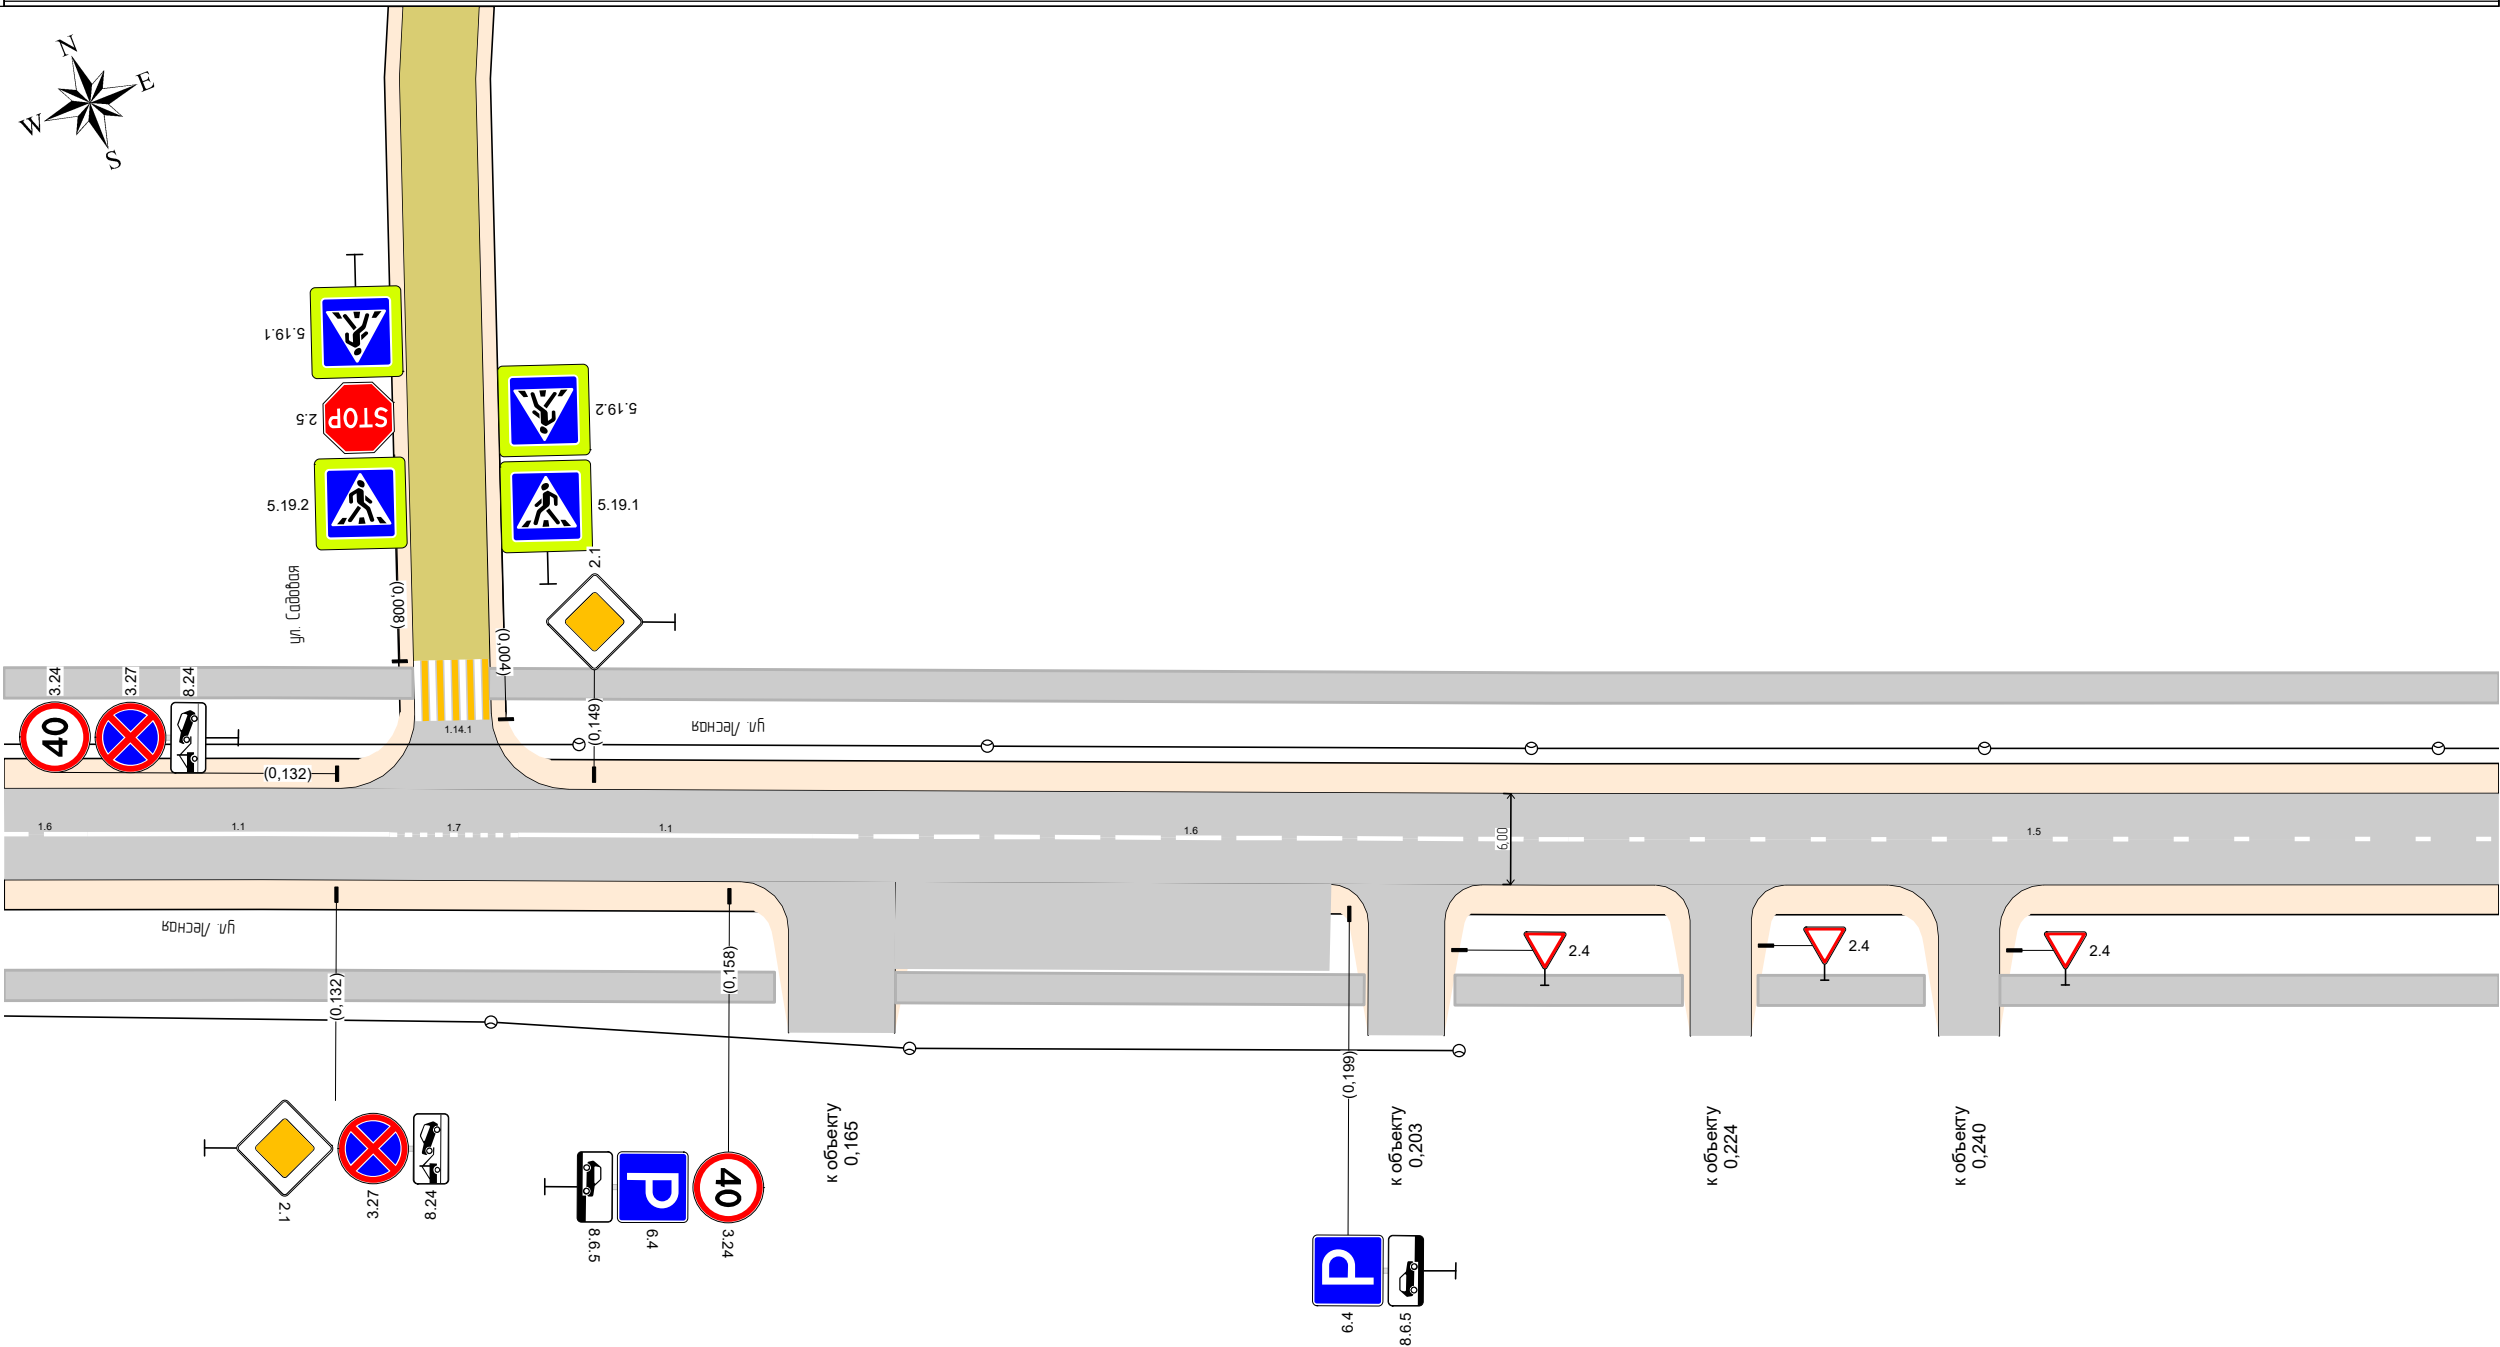 N
E
W
S
5.19.1
STOP
2.5
5.19.2
5.19.2
5.19.1
2.1
ул. Садовая
(0,008)
(0,004)
3.24
3.27
8.24
40
(0,149)
ул. Лесная
1.14.1
(0,132)
1.6
1.1
1.7
1.1
1.6
6,00
1.5
ул. Лесная
(0,132)
(0,158)
(0,199)
2.4
2.4
2.4
2.1
3.27
8.24
8.6.5
P
6.4
40
3.24
к объекту
0,165
P
6.4
8.6.5
к объекту
0,203
к объекту
0,224
к объекту
0,240